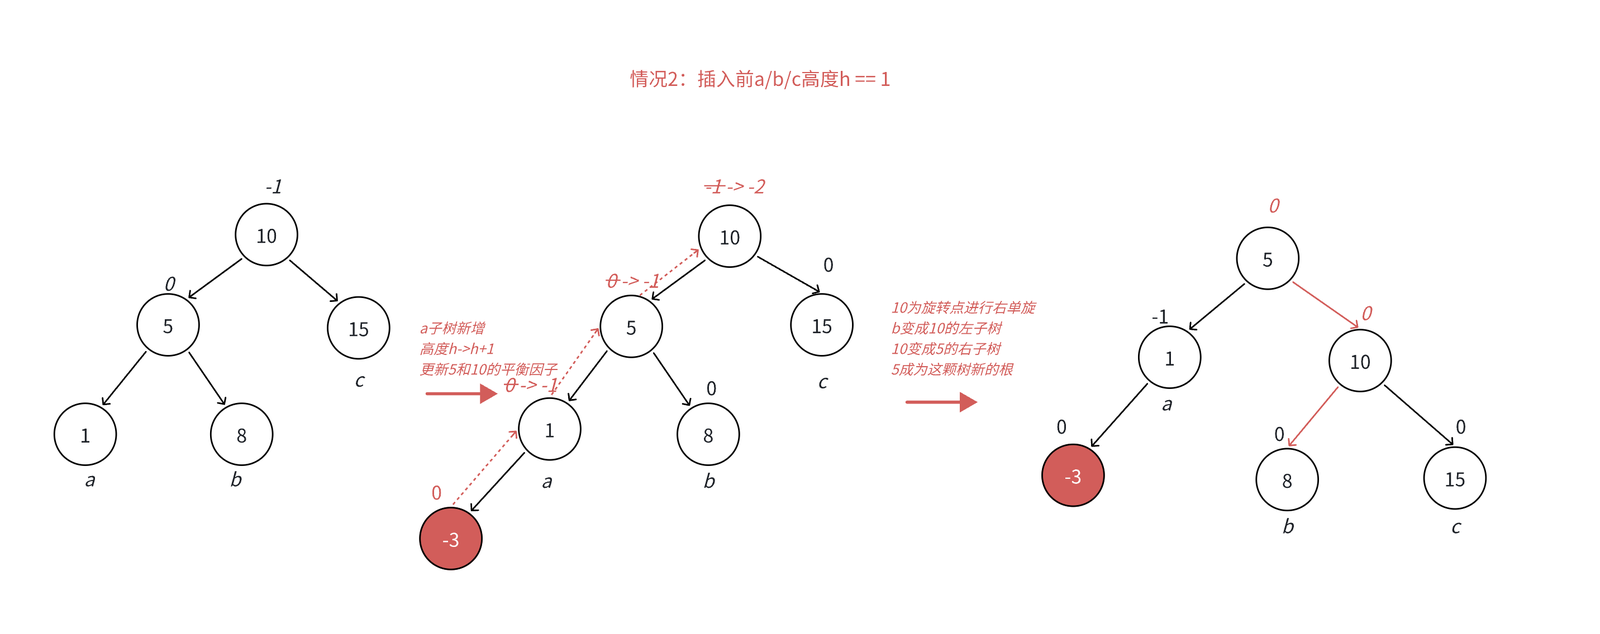 情况2：插入前a/b/c高度h == 1
-1
10
0
5
15
c
1
a
8
b
a子树新增
高度h->h+1
更新5和10的平衡因子
-1 -> -2
10
0
0 -> -1
5
15
c
0 -> -1
1
a
0
8
b
0
-3
10为旋转点进行右单旋
b变成10的左子树
10变成5的右子树
5成为这颗树新的根
0
5
-1
1
a
0
10
0
-3
0
8
b
0
15
c